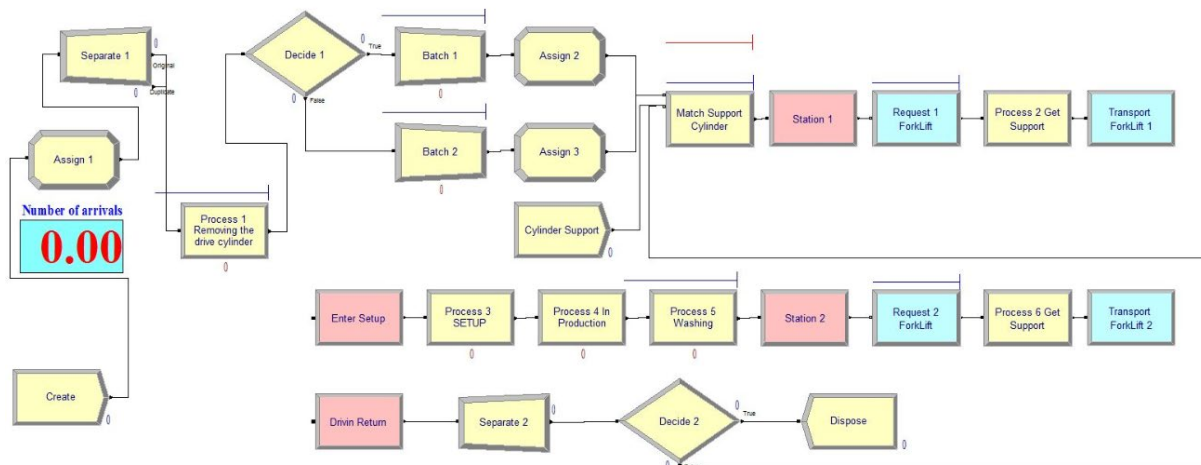 Separate 1
0
Original
0
Duplicate
Assign 1
Number of arrivals
0.00
Create
0
Process 1
Removing the
drive cylinder
0
Decide 1
0
True
0
False
Batch 1
0
Assign 2
Batch 2
0
Assign 3
Cylinder Support
0
Match Support
Cylinder
Station 1
Request 1
ForkLift
Process 2 Get
Support
Transport
ForkLift 1
Enter Setup
Process 3
SETUP
0
Process 4 In
Production
0
Process 5
Washing
0
Station 2
Request 2
ForkLift
Process 6 Get
Support
Transport
ForkLift 2
Drivin Return
Separate 2
0
0
Decide 2
0
True
0
Dispose
0